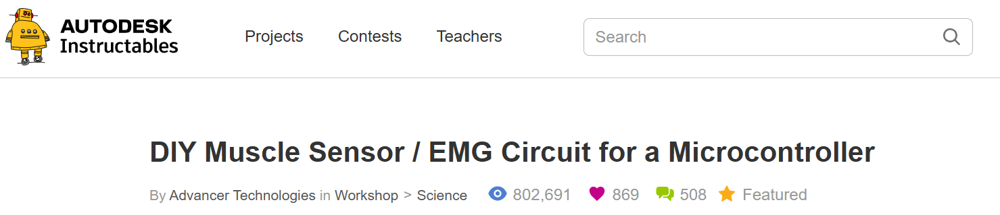 AUTODESK
Instructables
Projects Contests Teachers Search
DIY Muscle Sensor / EMG Circuit for a Microcontroller
By Advancer Technologies in Workshop > Science 802,691 869 508 Featured